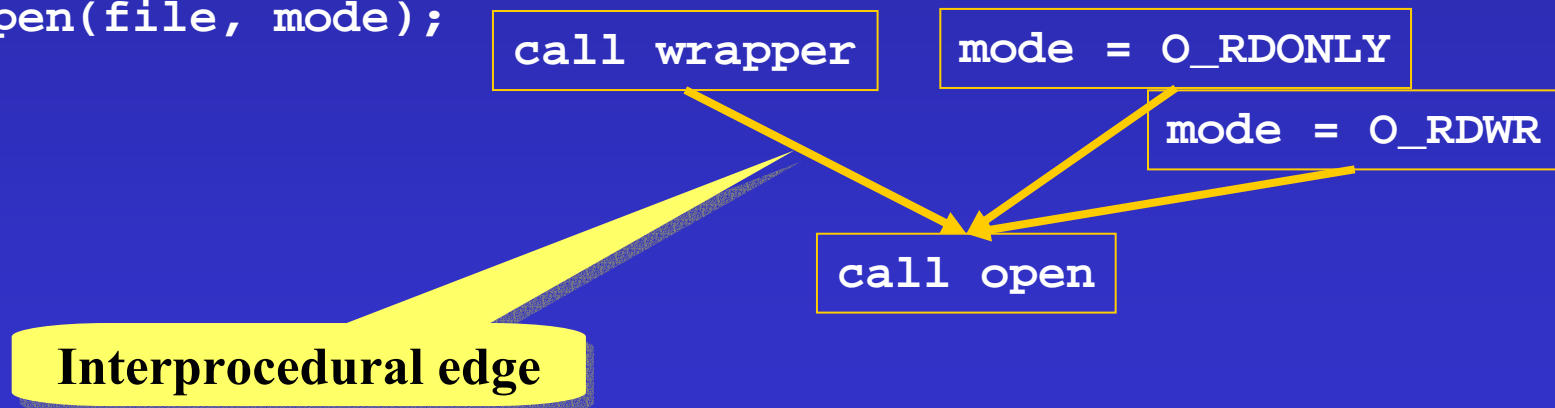 pen(file, mode);
call wrapper
mode = O_RDONLY
mode = O_RDWR
call open
Interprocedural edge